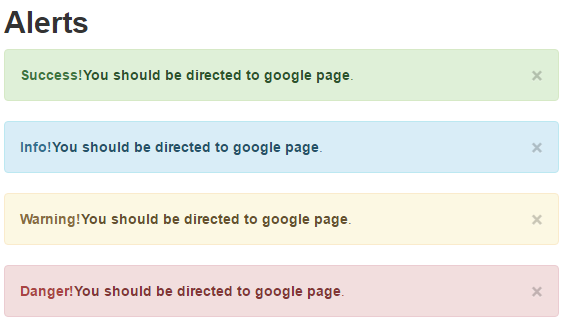 Alerts
Success!You should be directed to google page. ×
Info!You should be directed to google page. ×
Warning!You should be directed to google page. ×
Danger!You should be directed to google page. ×